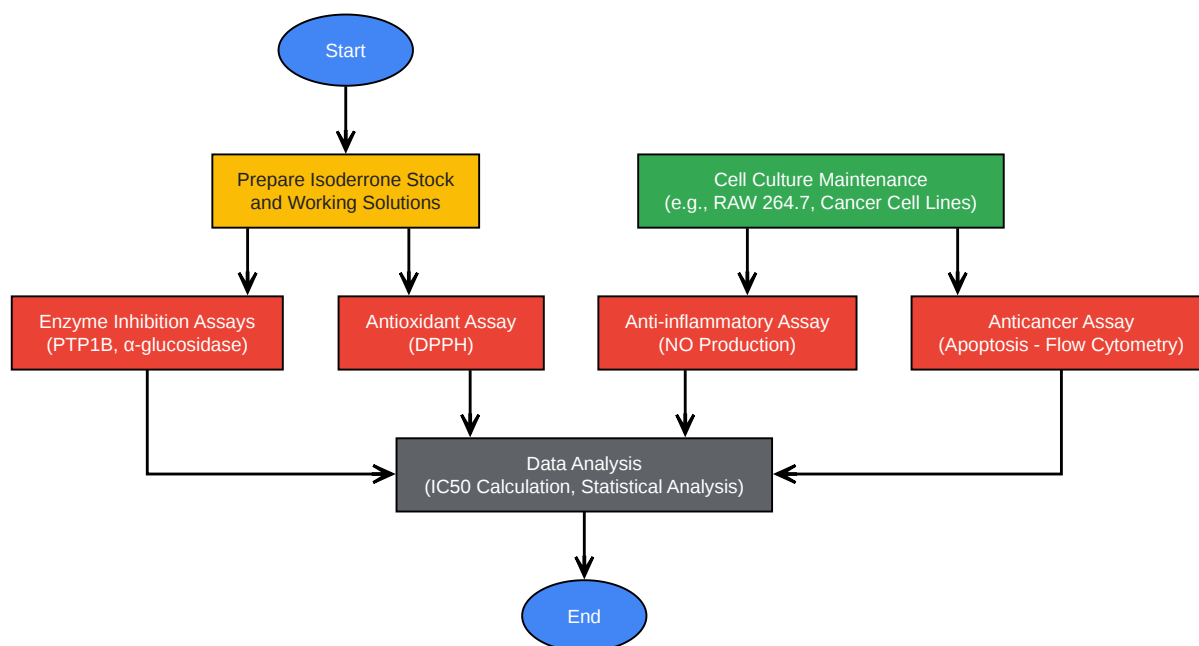 Start
Prepare Isoderrone Stock
and Working Solutions
Cell Culture Maintenance
(e.g., RAW 264.7, Cancer Cell Lines)
Enzyme Inhibition Assays
(PTP1B, α-glucosidase)
Antioxidant Assay
(DPPH)
Anti-inflammatory Assay
(NO Production)
Anticancer Assay
(Apoptosis - Flow Cytometry)
Data Analysis
(IC50 Calculation, Statistical Analysis)
End